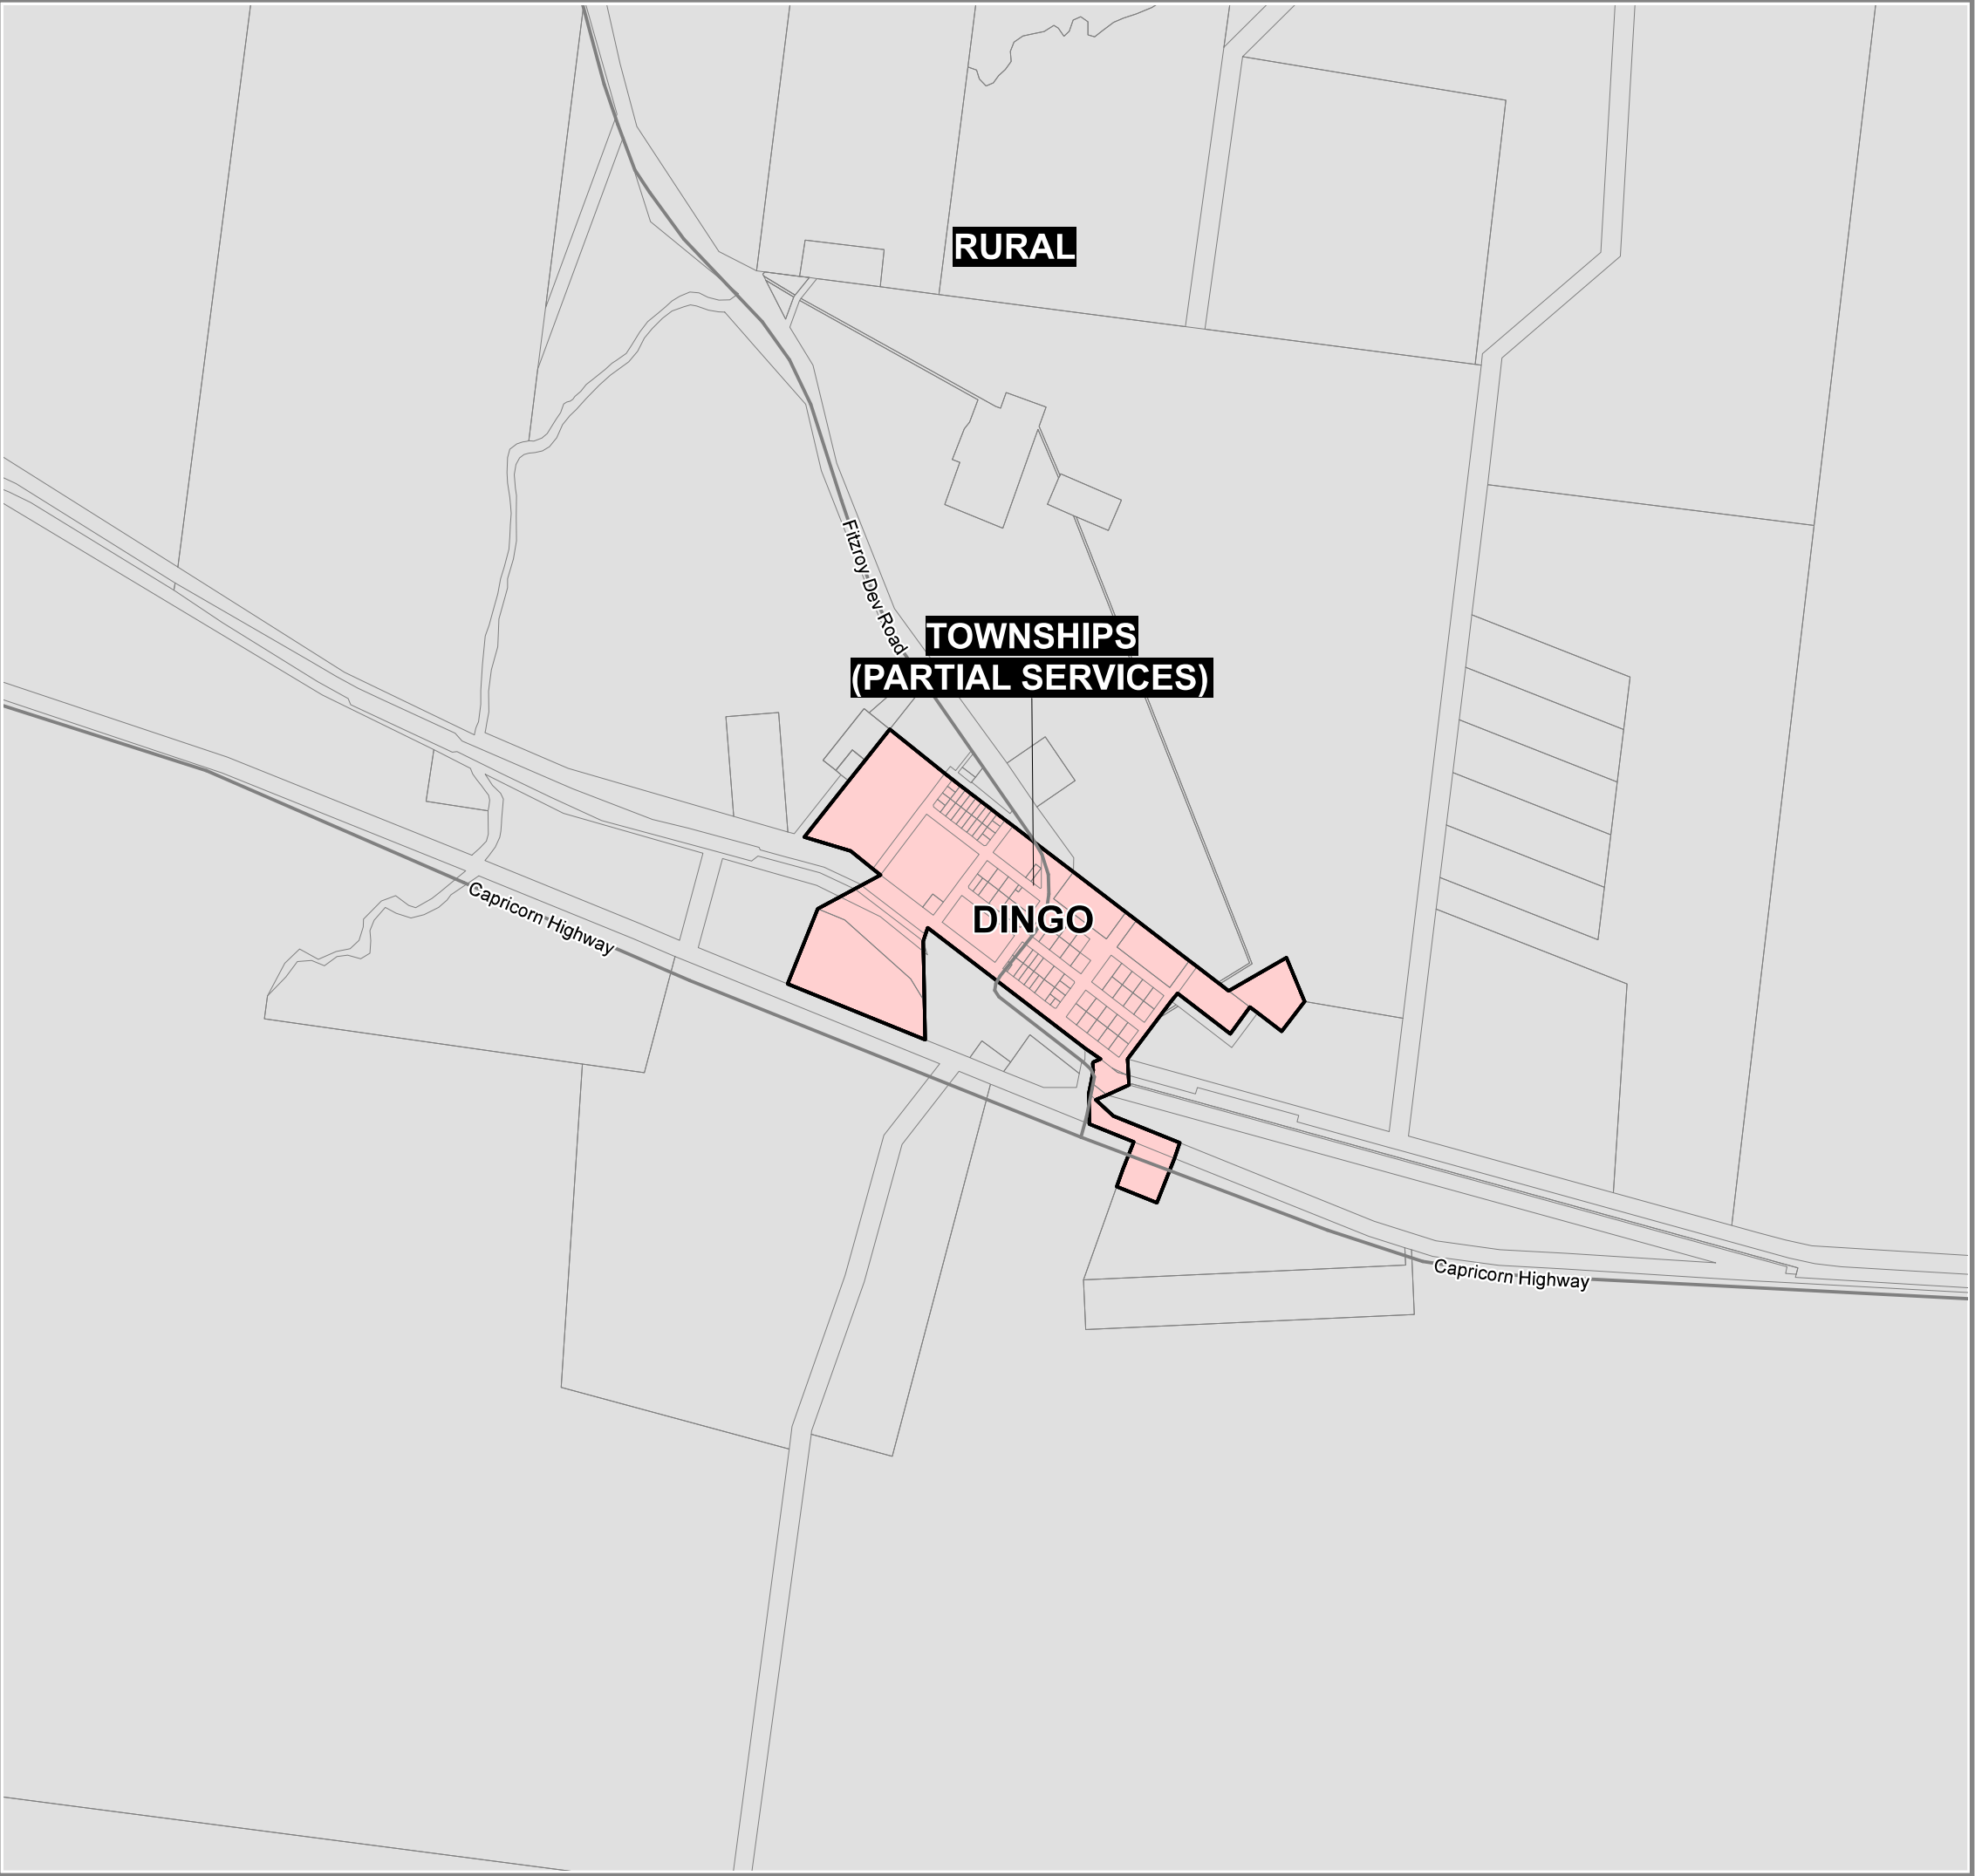 RURAL
Fitzroy Dev Road
TOWNSHIPS
(PARTIAL SERVICES)
Capricorn Highway
DINGO
Capricorn Highway